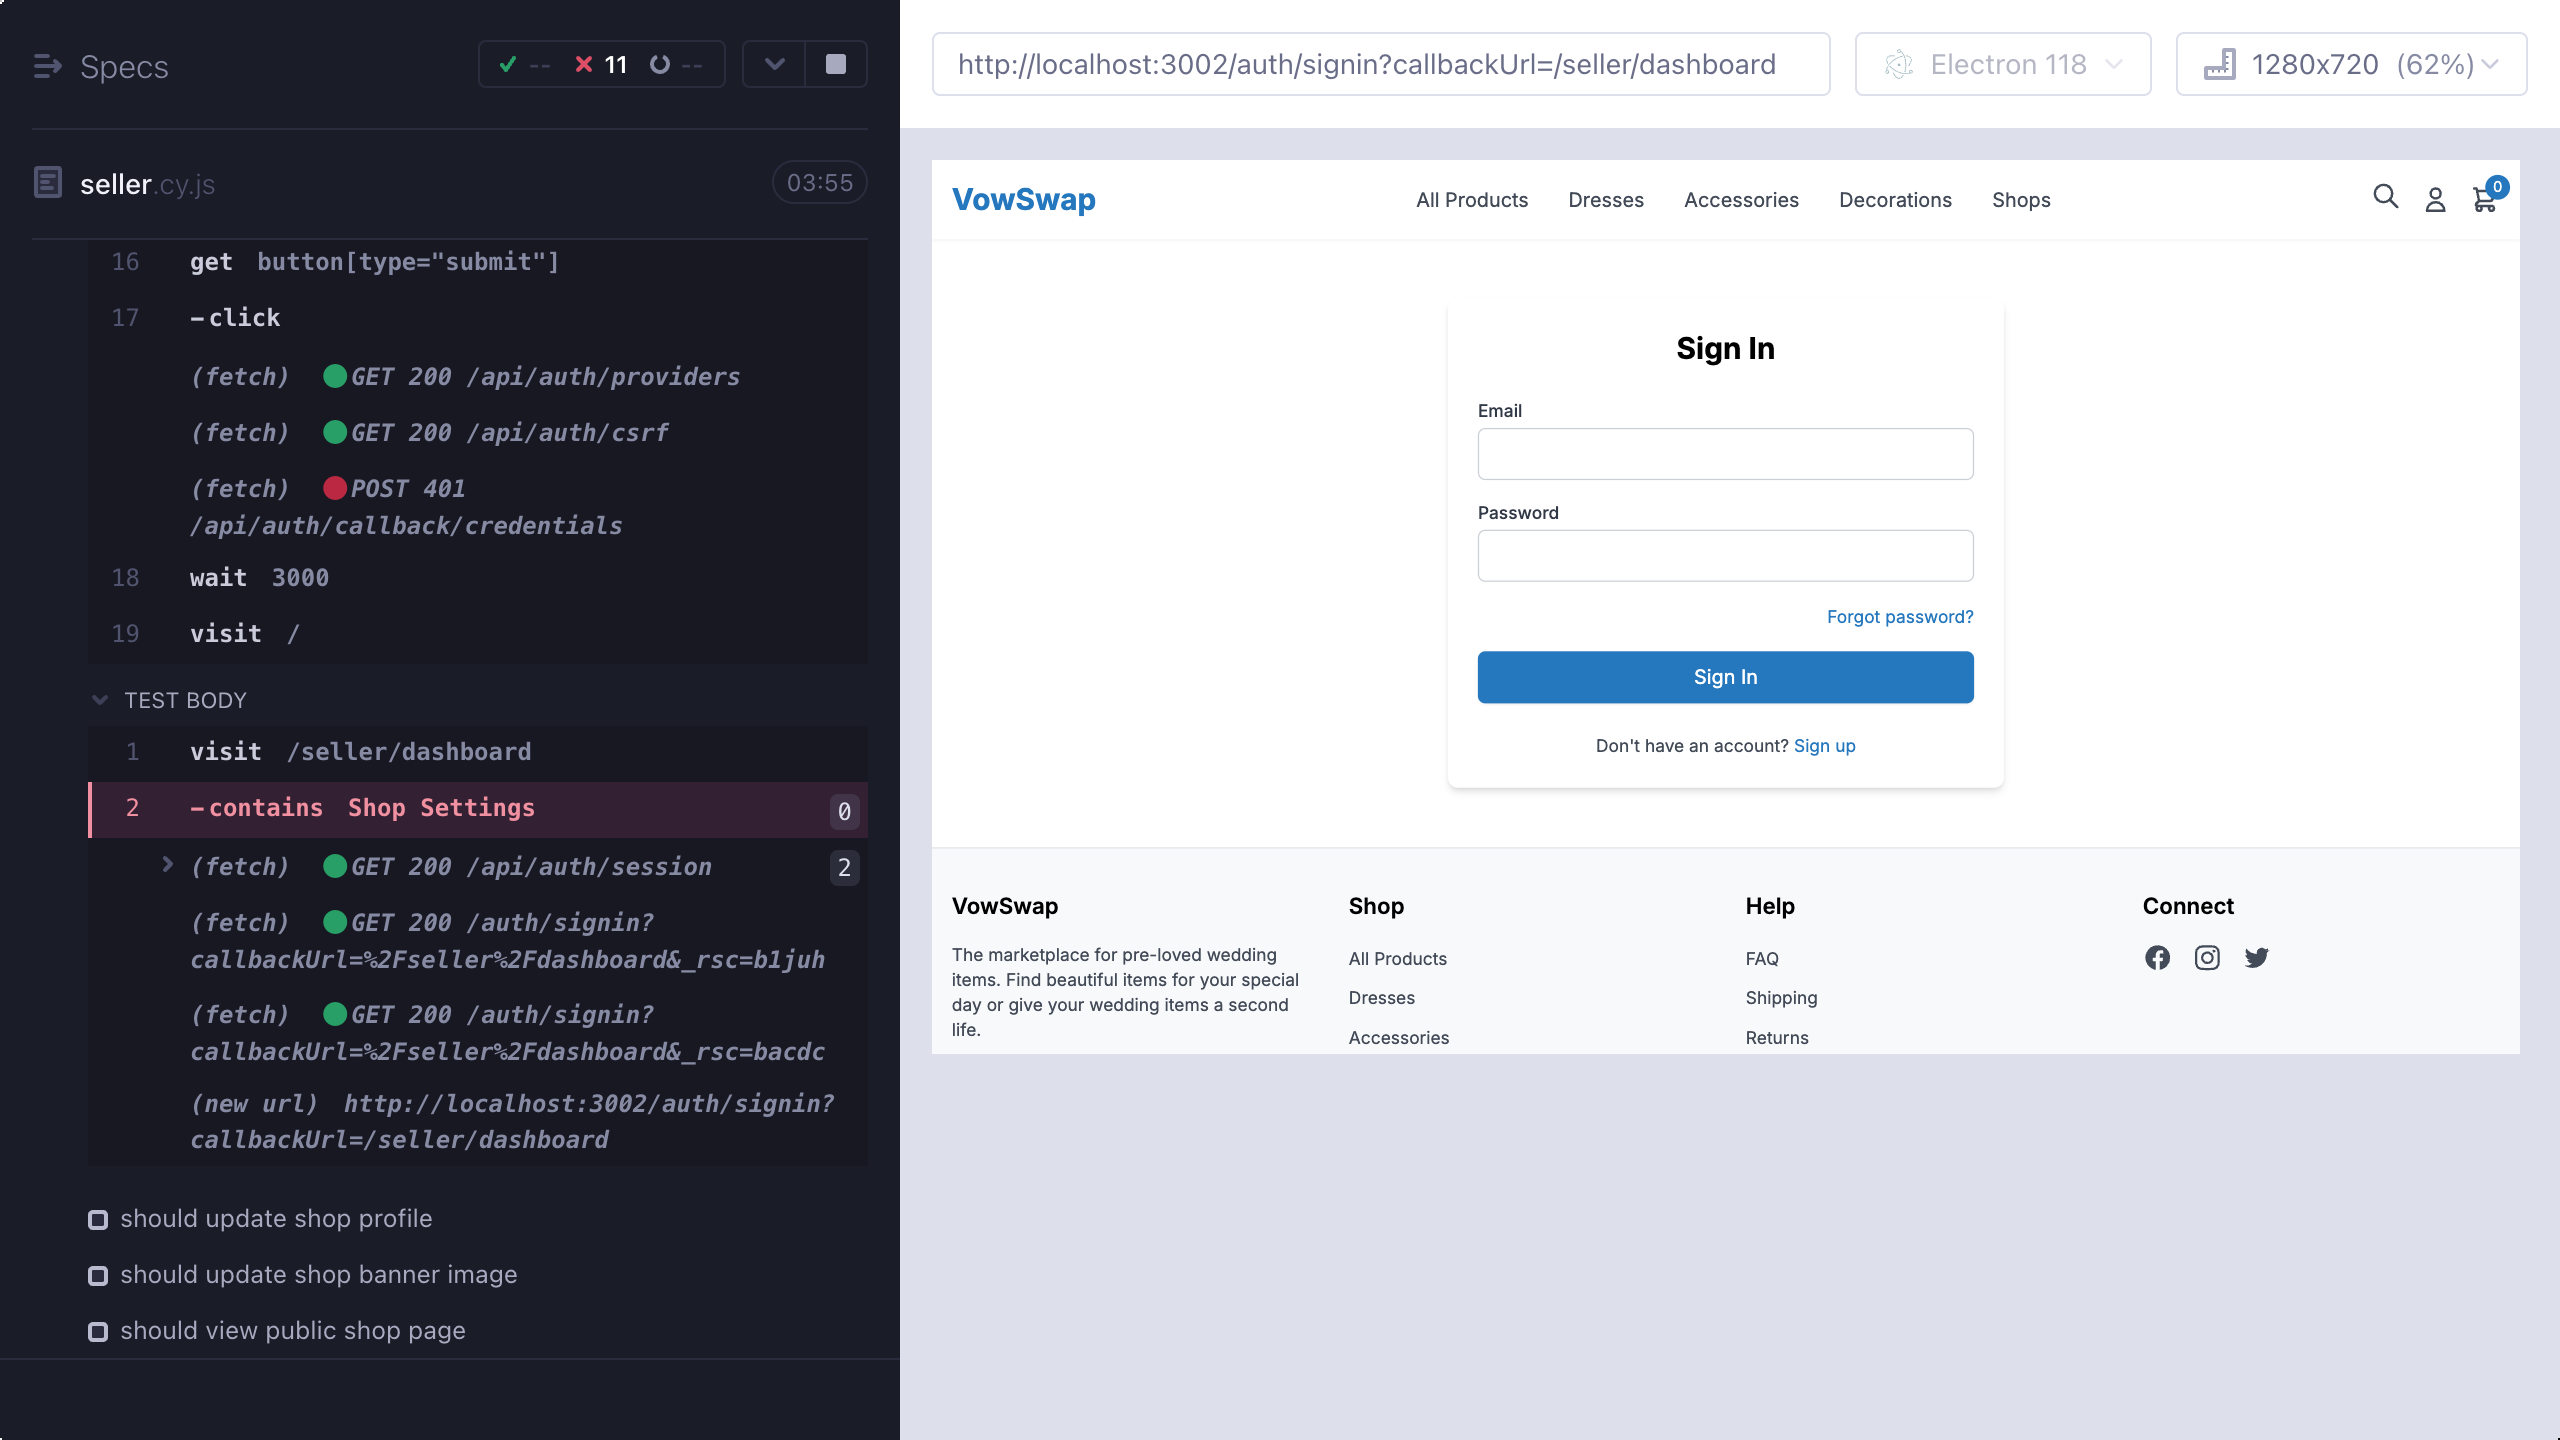 Specs
-- 11 --
seller.cy.js 03:55
16 get button[type="submit"]
17 -click
(fetch) GET 200 /api/auth/providers
(fetch) GET 200 /api/auth/csrf
(fetch) POST 401
/api/auth/callback/credentials
18 wait 3000
19 visit /
TEST BODY
1 visit /seller/dashboard
2 -contains Shop Settings 0
(fetch) GET 200 /api/auth/session 2
(fetch) GET 200 /auth/signin?
callbackUrl=%2Fseller%2Fdashboard&_rsc=b1juh
(fetch) GET 200 /auth/signin?
callbackUrl=%2Fseller%2Fdashboard&_rsc=bacdc
(new url) http://localhost:3002/auth/signin?
callbackUrl=/seller/dashboard
should update shop profile
should update shop banner image
should view public shop page
http://localhost:3002/auth/signin?callbackUrl=/seller/dashboard
Electron 118
1280x720 (62%)
VowSwap
All Products Dresses Accessories Decorations Shops
0
Sign In
Email
Password
Forgot password?
Sign In
Don't have an account? Sign up
VowSwap
The marketplace for pre-loved wedding
items. Find beautiful items for your special
day or give your wedding items a second
life.
Shop
All Products
Dresses
Accessories
Help
FAQ
Shipping
Returns
Connect